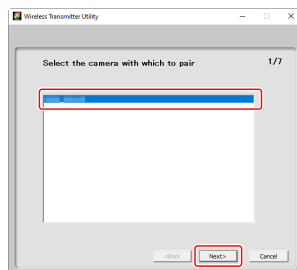 Wireless Transmitter Utility
Select the camera with which to pair
1/7
<Back
Next>
Cancel